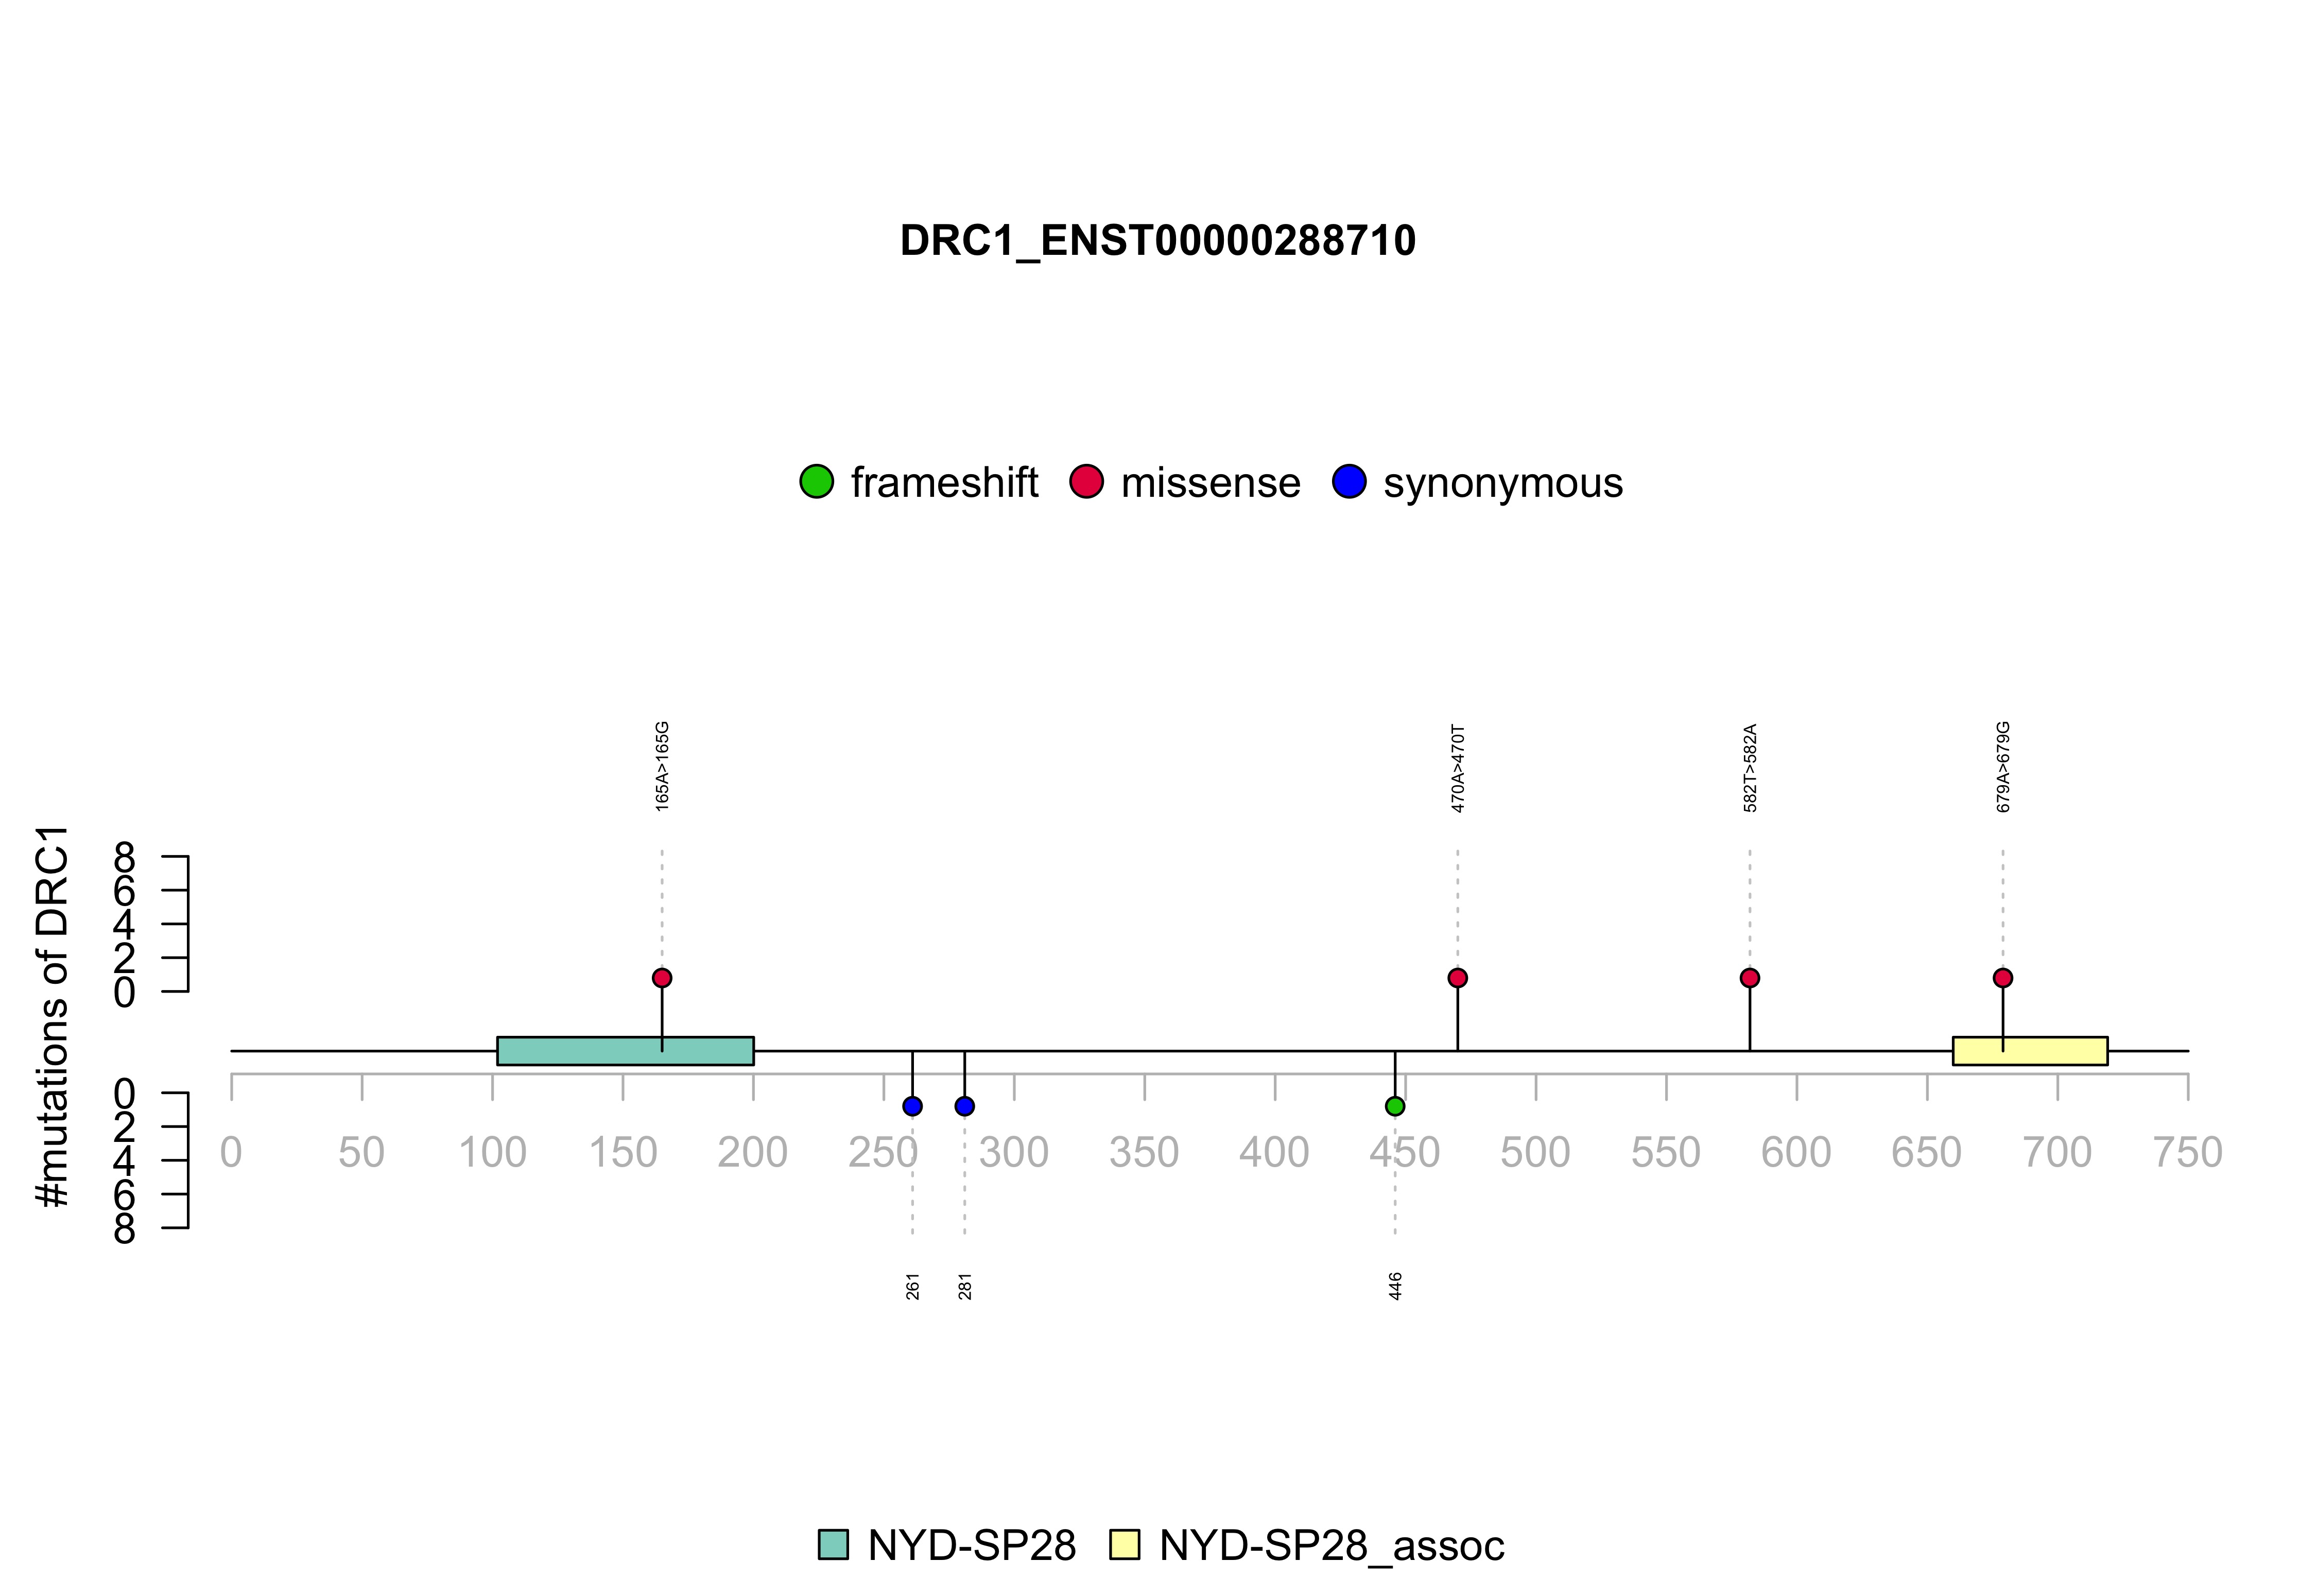 DRC1_ENST00000288710
frameshift missense synonymous
165A>165G 470A>470T 582T>582A 679A>679G
#mutations of DRC1
8
6
4
2
0
0
2
4
6
8
0 50 100 150 200 250 300 350 400 450 500 550 600 650 700 750
261 281 446
NYD-SP28 NYD-SP28_assoc